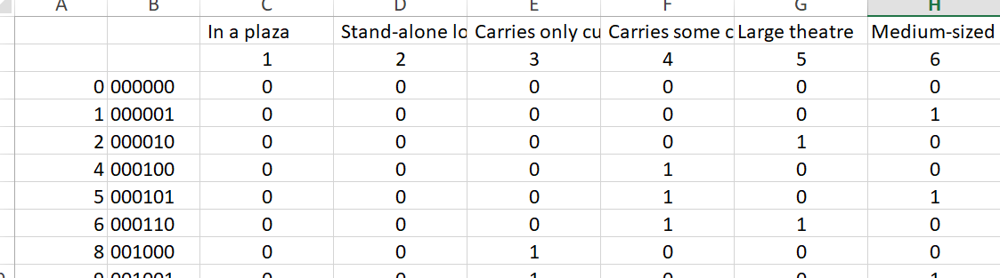 A B C D E F G H
In a plaza Stand-alone lo Carries only cu Carries some c Large theatre Medium-sized
1 2 3 4 5 6
0 000000 0 0 0 0 0 0
1 000001 0 0 0 0 0 1
2 000010 0 0 0 0 1 0
4 000100 0 0 0 1 0 0
5 000101 0 0 0 1 0 1
6 000110 0 0 0 1 1 0
8 001000 0 0 1 0 0 0
9 001001 0 0 1 0 0 1